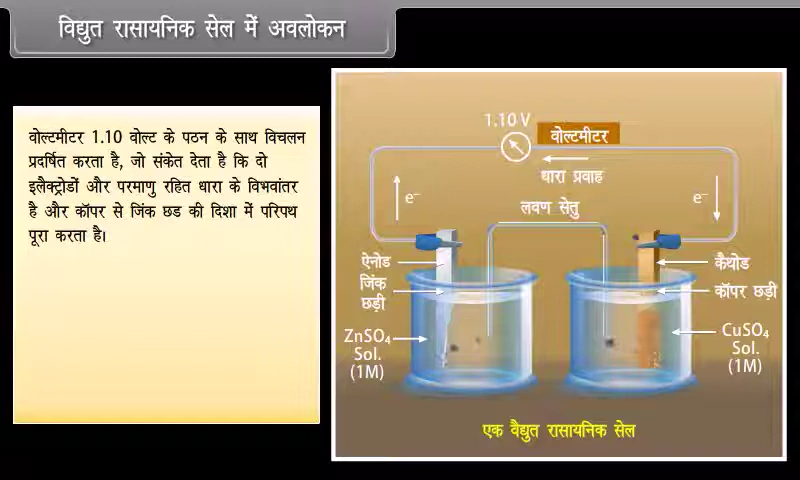 विद्युत रासायनिक सेल में अवलोकन
वोल्टमीटर 1.10 वोल्ट के पठन के साथ विचलन
प्रदर्षित करता है, जो संकेत देता है कि दो
इलैक्ट्रोडों और परमाणु रहित धारा के विभवांतर
है और कॉपर से जिंक छड की दिशा में परिपथ
पूरा करता है।
1.10 V
वोल्टमीटर
धारा प्रवाह
e⁻
e⁻
लवण सेतु
ऐनोड
जिंक
छड़ी
कैथोड
कॉपर छड़ी
ZnSO₄
Sol.
(1M)
CuSO₄
Sol.
(1M)
एक वैद्युत रासायनिक सेल